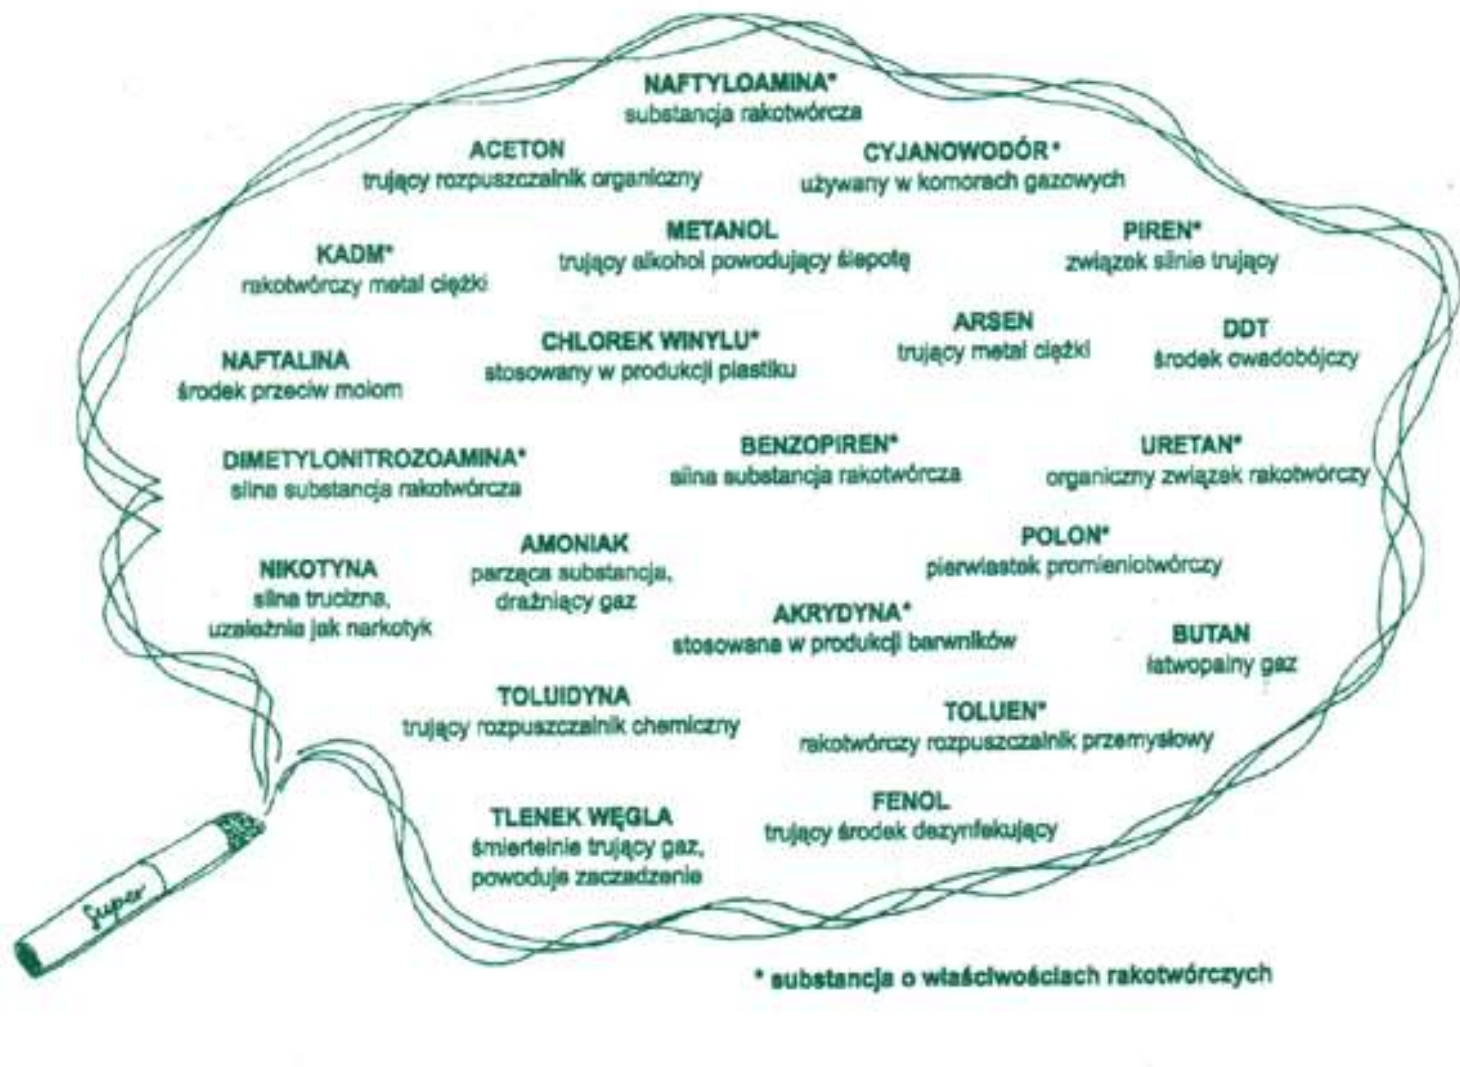 NAFTYLOAMINA*
substancja rakotwórcza
ACETON
trujący rozpuszczalnik organiczny
CYJANOWODÓR*
używany w komorach gazowych
KADM*
rakotwórczy metal ciężki
METANOL
trujący alkohol powodujący ślepotę
PIREN*
związek silnie trujący
NAFTALINA
środek przeciw molom
CHLOREK WINYLU*
stosowany w produkcji plastiku
ARSEN
trujący metal ciężki
DDT
środek owadobójczy
DIMETYLONITROZOAMINA*
silna substancja rakotwórcza
BENZOPIREN*
silna substancja rakotwórcza
URETAN*
organiczny związek rakotwórczy
NIKOTYNA
silna trucizna,
uzależnia jak narkotyk
AMONIAK
parząca substancja,
drażniący gaz
POLON*
pierwiastek promieniotwórczy
AKRYDYNA*
stosowana w produkcji barwników
BUTAN
łatwopalny gaz
TOLUIDYNA
trujący rozpuszczalnik chemiczny
TOLUEN*
rakotwórczy rozpuszczalnik przemysłowy
TLENEK WĘGLA
śmiertelnie trujący gaz,
powoduje zaczadzenie
FENOL
trujący środek dezynfekujący
Super
* substancja o właściwościach rakotwórczych